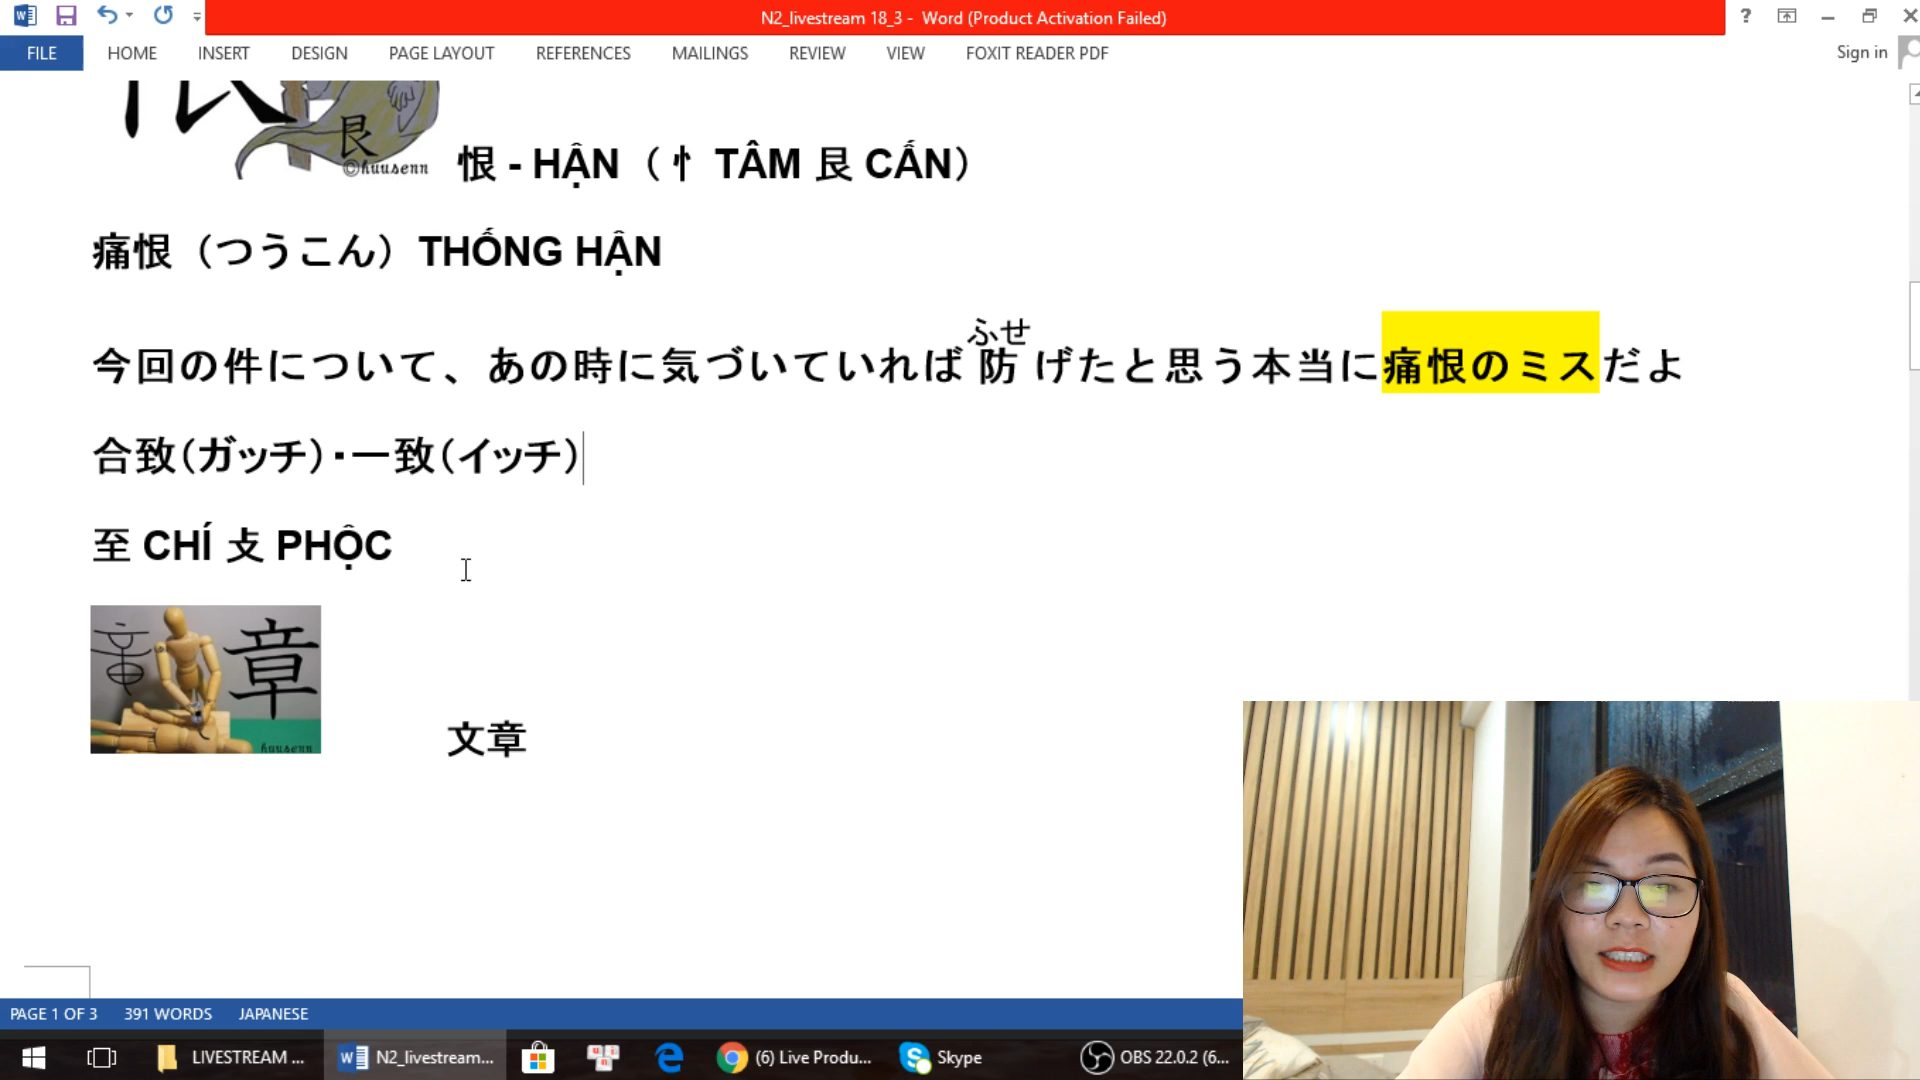 N2_livestream 18_3 - Word (Product Activation Failed)
FILE HOME INSERT DESIGN PAGE LAYOUT REFERENCES MAILINGS REVIEW VIEW FOXIT READER PDF Sign in
艮
©huusenn
恨 - HẬN（忄 TÂM 艮 CẤN）
痛恨（つうこん）THỐNG HẬN
ふせ
今回の件について、あの時に気づいていれば 防 げたと思う本当に痛恨のミスだよ
合致(ガッチ)・一致(イッチ)
至 CHÍ 攴 PHỘC
章
huusenn
文章
PAGE 1 OF 3 391 WORDS JAPANESE
LIVESTREAM ... N2_livestream... (6) Live Produ... Skype OBS 22.0.2 (6...